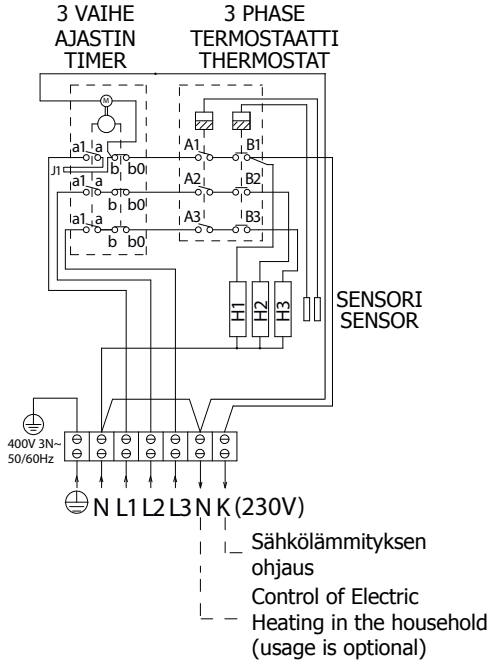 3 VAIHE
AJASTIN
TIMER
3 PHASE
TERMOSTAATTI
THERMOSTAT
M
a1 a
b b0
J1
A1
B1
a1 a
b b0
A2
B2
a1 a
b b0
A3
B3
H1
H2
H3
SENSORI
SENSOR
400V 3N~
50/60Hz
N L1 L2 L3 N K (230V)
Sähkölämmityksen
ohjaus
Control of Electric
Heating in the household
(usage is optional)